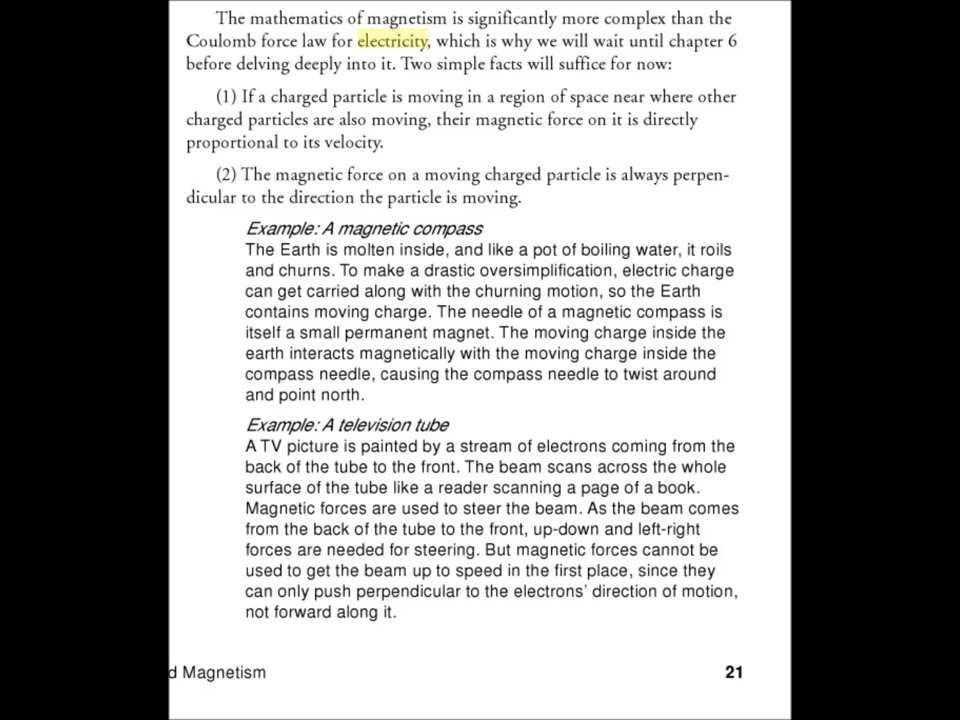 The mathematics of magnetism is significantly more complex than the
Coulomb force law for electricity, which is why we will wait until chapter 6
before delving deeply into it. Two simple facts will suffice for now:
(1) If a charged particle is moving in a region of space near where other
charged particles are also moving, their magnetic force on it is directly
proportional to its velocity.
(2) The magnetic force on a moving charged particle is always perpen-
dicular to the direction the particle is moving.
Example: A magnetic compass
The Earth is molten inside, and like a pot of boiling water, it roils
and churns. To make a drastic oversimplification, electric charge
can get carried along with the churning motion, so the Earth
contains moving charge. The needle of a magnetic compass is
itself a small permanent magnet. The moving charge inside the
earth interacts magnetically with the moving charge inside the
compass needle, causing the compass needle to twist around
and point north.
Example: A television tube
A TV picture is painted by a stream of electrons coming from the
back of the tube to the front. The beam scans across the whole
surface of the tube like a reader scanning a page of a book.
Magnetic forces are used to steer the beam. As the beam comes
from the back of the tube to the front, up-down and left-right
forces are needed for steering. But magnetic forces cannot be
used to get the beam up to speed in the first place, since they
can only push perpendicular to the electrons' direction of motion,
not forward along it.
d Magnetism 21